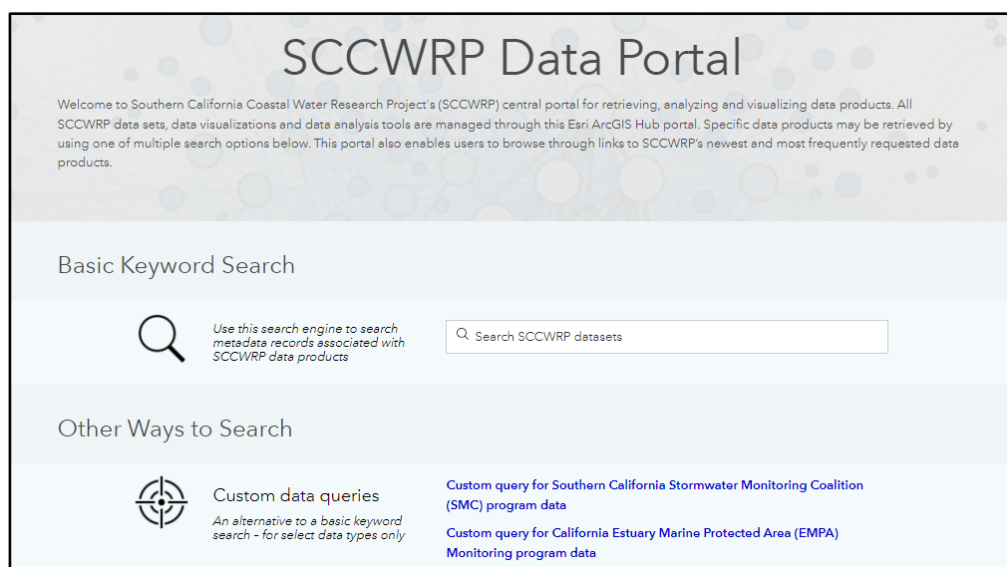 SCCWRP Data Portal
Welcome to Southern California Coastal Water Research Project's (SCCWRP) central portal for retrieving, analyzing and visualizing data products. All
SCCWRP data sets, data visualizations and data analysis tools are managed through this Esri ArcGIS Hub portal. Specific data products may be retrieved by
using one of multiple search options below. This portal also enables users to browse through links to SCCWRP's newest and most frequently requested data
products.
Basic Keyword Search
Use this search engine to search
metadata records associated with
SCCWRP data products
Search SCCWRP datasets
Other Ways to Search
Custom data queries
An alternative to a basic keyword
search – for select data types only
Custom query for Southern California Stormwater Monitoring Coalition
(SMC) program data
Custom query for California Estuary Marine Protected Area (EMPA)
Monitoring program data